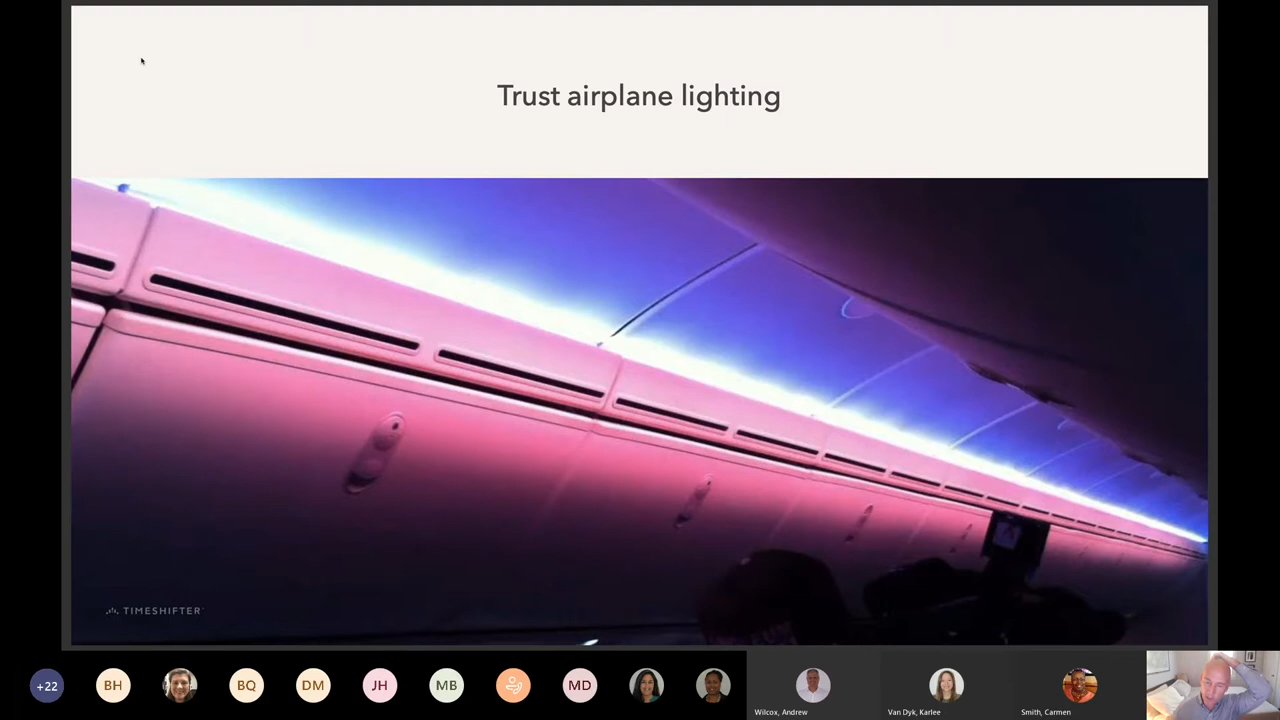 Trust airplane lighting
TIMESHIFTER
+22
BH
BQ
DM
JH
MB
MD
Wilcox, Andrew
Van Dyk, Karlee
Smith, Carmen